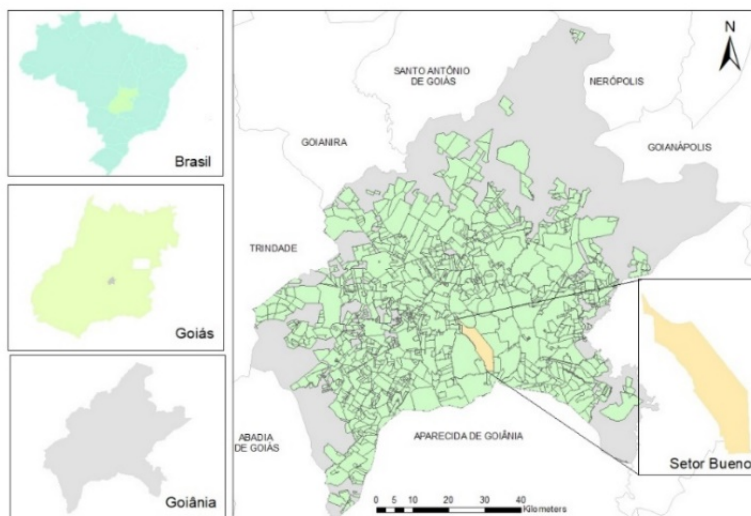 Brasil
Goiás
Goiânia
N
SANTO ANTÔNIO
DE GOIÁS
NERÓPOLIS
GOIANIRA
GOIANÁPOLIS
TRINDADE
ABADIA
DE GOIÁS
APARECIDA DE GOIÂNIA
Setor Bueno
0 5 10 20 30 40
Kilometers